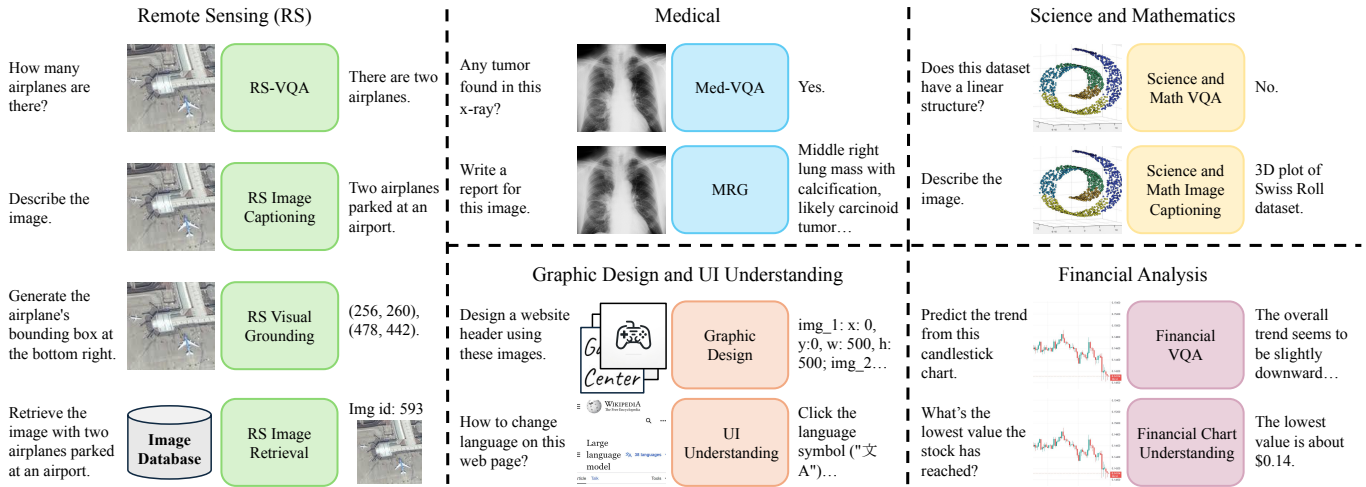 Remote Sensing (RS)
How many
airplanes are
there?
RS-VQA
There are two
airplanes.
Describe the
image.
RS Image
Captioning
Two airplanes
parked at an
airport.
Generate the
airplane's
bounding box at
the bottom right.
RS Visual
Grounding
(256, 260),
(478, 442).
Retrieve the
image with two
airplanes parked
at an airport.
Image
Database
RS Image
Retrieval
Img id: 593
Medical
Any tumor
found in this
x-ray?
Med-VQA
Yes.
Write a
report for
this image.
MRG
Middle right
lung mass with
calcification,
likely carcinoid
tumor…
Science and Mathematics
Does this dataset
have a linear
structure?
Science and
Math VQA
No.
Describe the
image.
Science and
Math Image
Captioning
3D plot of
Swiss Roll
dataset.
Graphic Design and UI Understanding
Design a website
header using
these images.
Center
Graphic
Design
img_1: x: 0,
y:0, w: 500, h:
500; img_2…
How to change
language on this
web page?
WIKIPEDIA
The Free Encyclopedia
Large
language
model
文A 38 languages
Talk
Tools
UI
Understanding
Click the
language
symbol ("文
A")…
Financial Analysis
Predict the trend
from this
candlestick
chart.
Financial
VQA
The overall
trend seems to
be slightly
downward…
What's the
lowest value the
stock has
reached?
Financial Chart
Understanding
The lowest
value is about
$0.14.